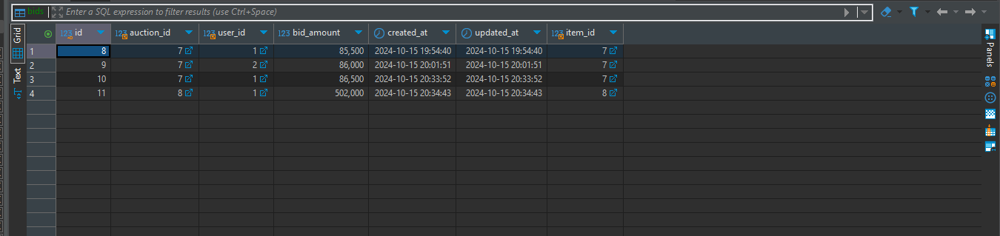 bids Enter a SQL expression to filter results (use Ctrl+Space)
Grid
Text
123 id 123 auction_id 123 user_id 123 bid_amount created_at updated_at 123 item_id
1 8 7 1 85,500 2024-10-15 19:54:40 2024-10-15 19:54:40 7
2 9 7 2 86,000 2024-10-15 20:01:51 2024-10-15 20:01:51 7
3 10 7 1 86,500 2024-10-15 20:33:52 2024-10-15 20:33:52 7
4 11 8 1 502,000 2024-10-15 20:34:43 2024-10-15 20:34:43 8
Panels